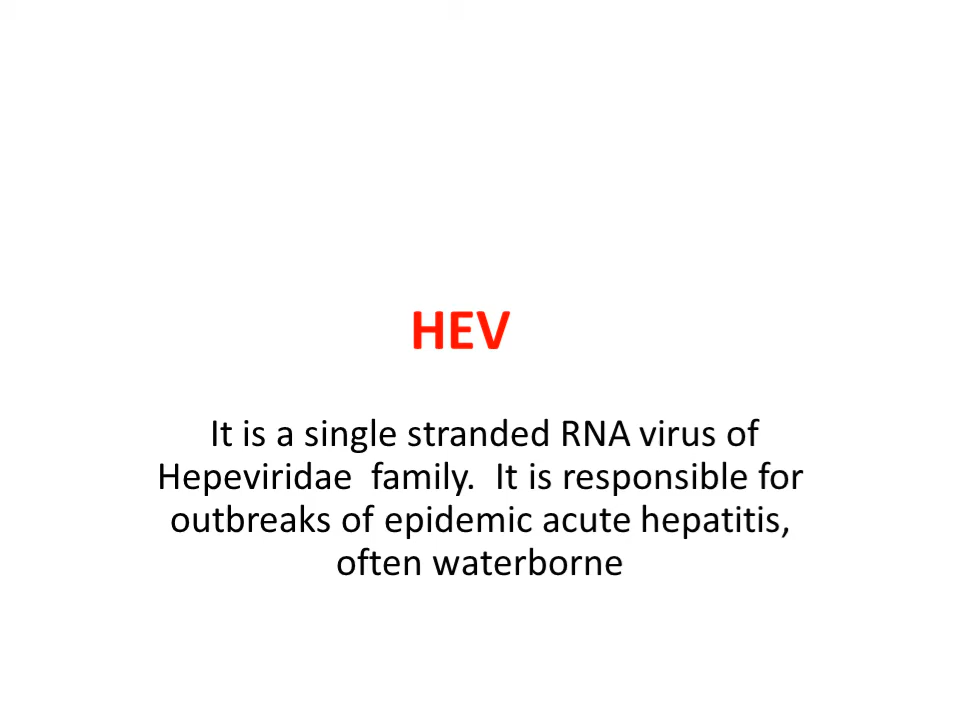 HEV
It is a single stranded RNA virus of
Hepeviridae  family.  It is responsible for
outbreaks of epidemic acute hepatitis,
often waterborne